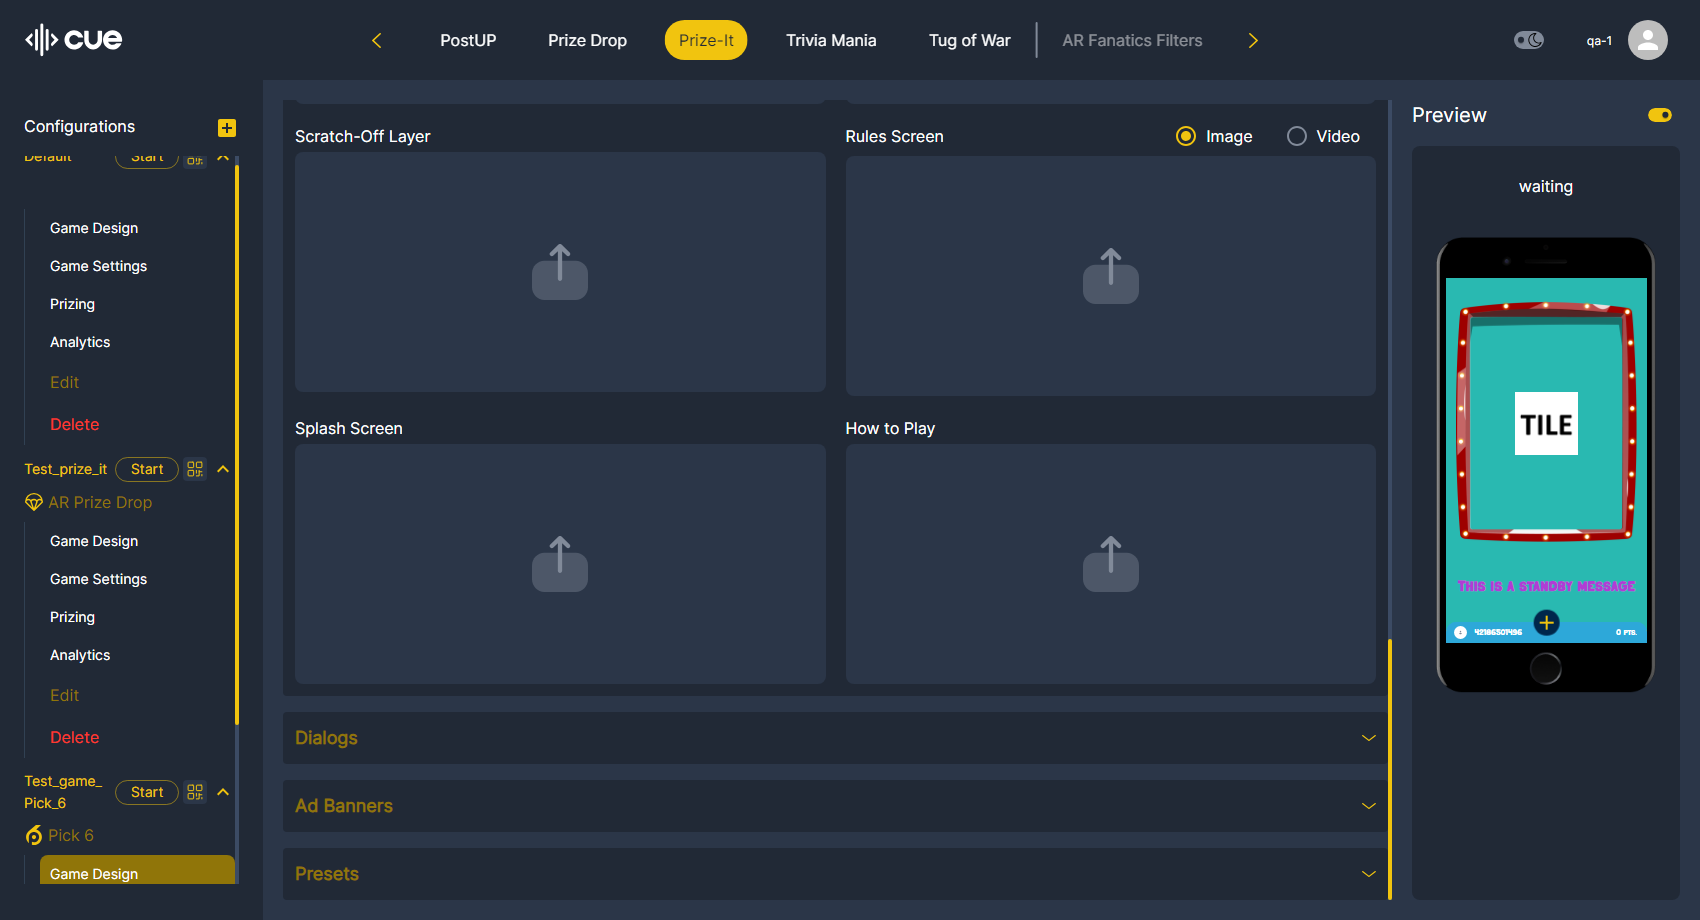 cue
PostUP
Prize Drop
Prize-It
Trivia Mania
Tug of War
AR Fanatics Filters
qa-1
Configurations
Default
Start
Game Design
Game Settings
Prizing
Analytics
Edit
Delete
Test_prize_it
Start
AR Prize Drop
Game Design
Game Settings
Prizing
Analytics
Edit
Delete
Test_game_
Pick_6
Start
Pick 6
Game Design
Scratch-Off Layer
Rules Screen
Image
Video
Splash Screen
How to Play
Dialogs
Ad Banners
Presets
Preview
waiting
TILE
THIS IS A STANDBY MESSAGE
0 PTS.